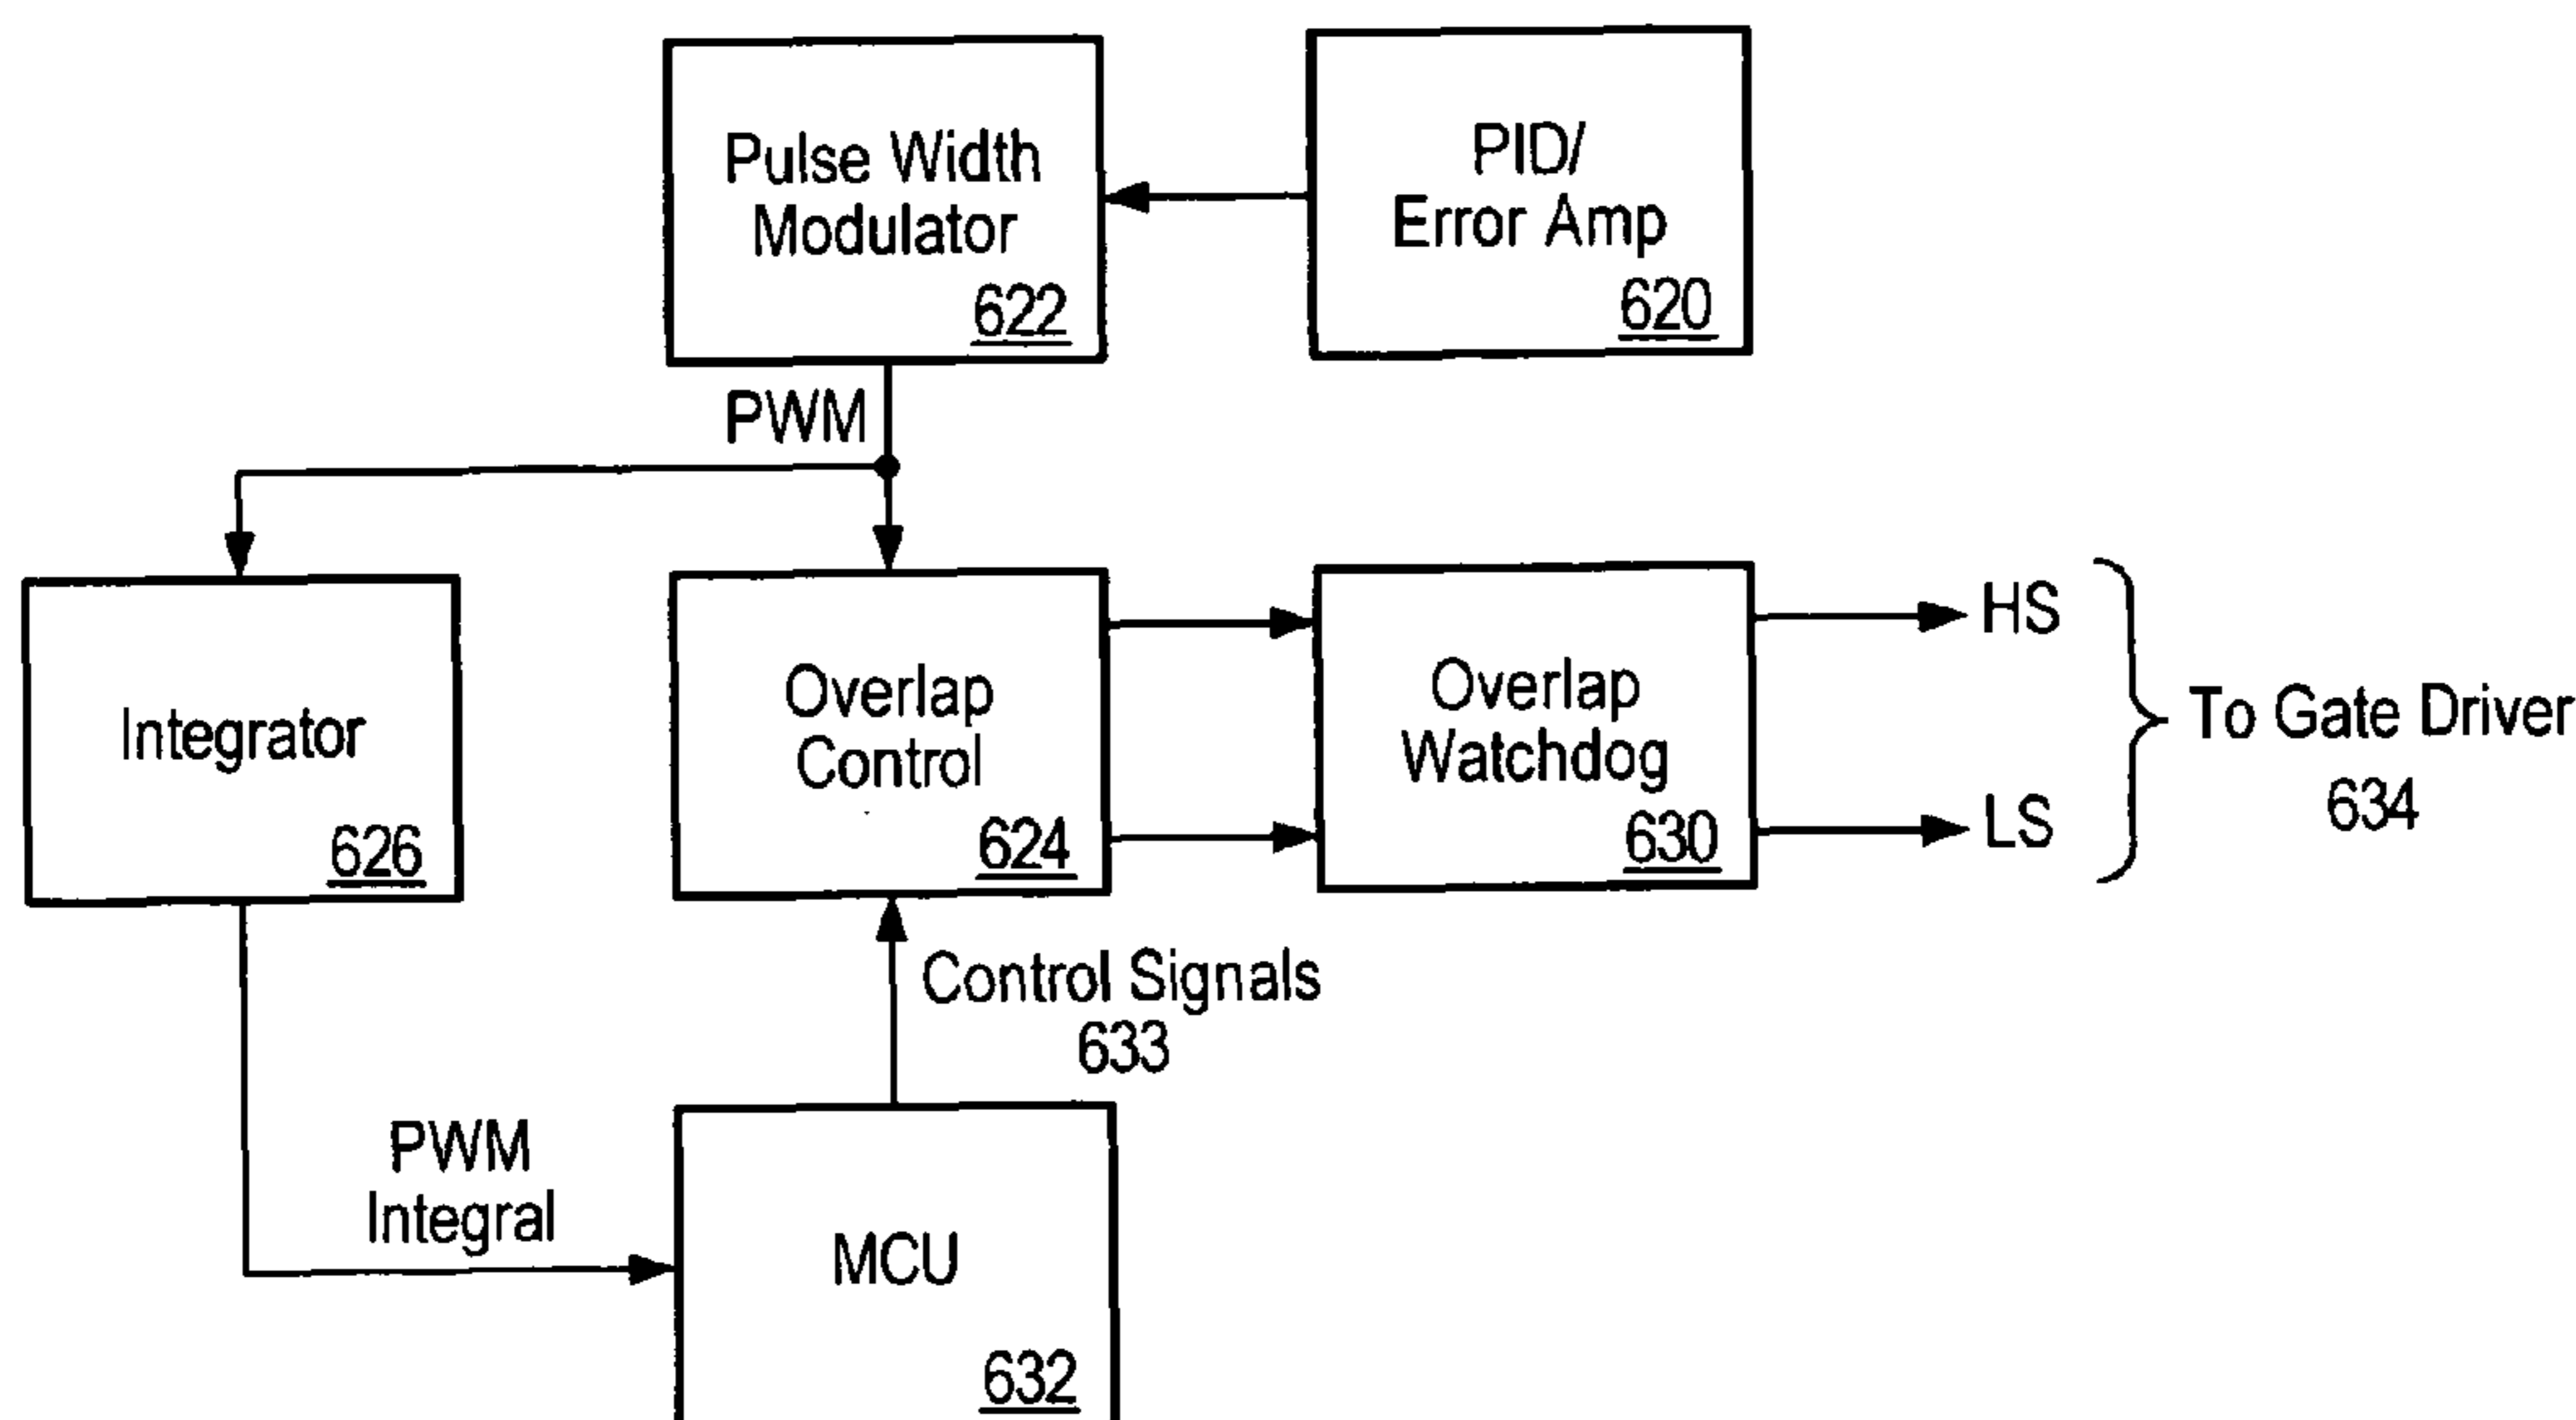 Pulse Width
Modulator
622
PID/
Error Amp
620
PWM
Integrator
626
Overlap
Control
624
Overlap
Watchdog
630
HS
LS
To Gate Driver
634
Control Signals
633
PWM
Integral
MCU
632